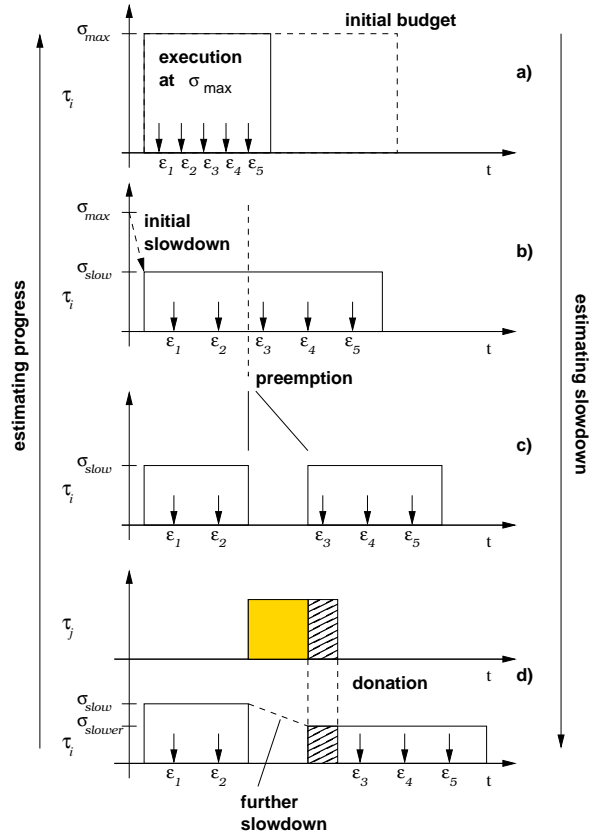 initial budget
σmax
execution
at σmax
a)
τi
ε1 ε2 ε3 ε4 ε5
t
σmax
initial
slowdown
b)
σslow
τi
ε1 ε2 ε3 ε4 ε5
t
preemption
c)
σslow
τi
ε1 ε2 ε3 ε4 ε5
t
τj
t
donation
d)
σslow
σslower
τi
ε1 ε2 ε3 ε4 ε5
t
further
slowdown
estimating progress
estimating slowdown